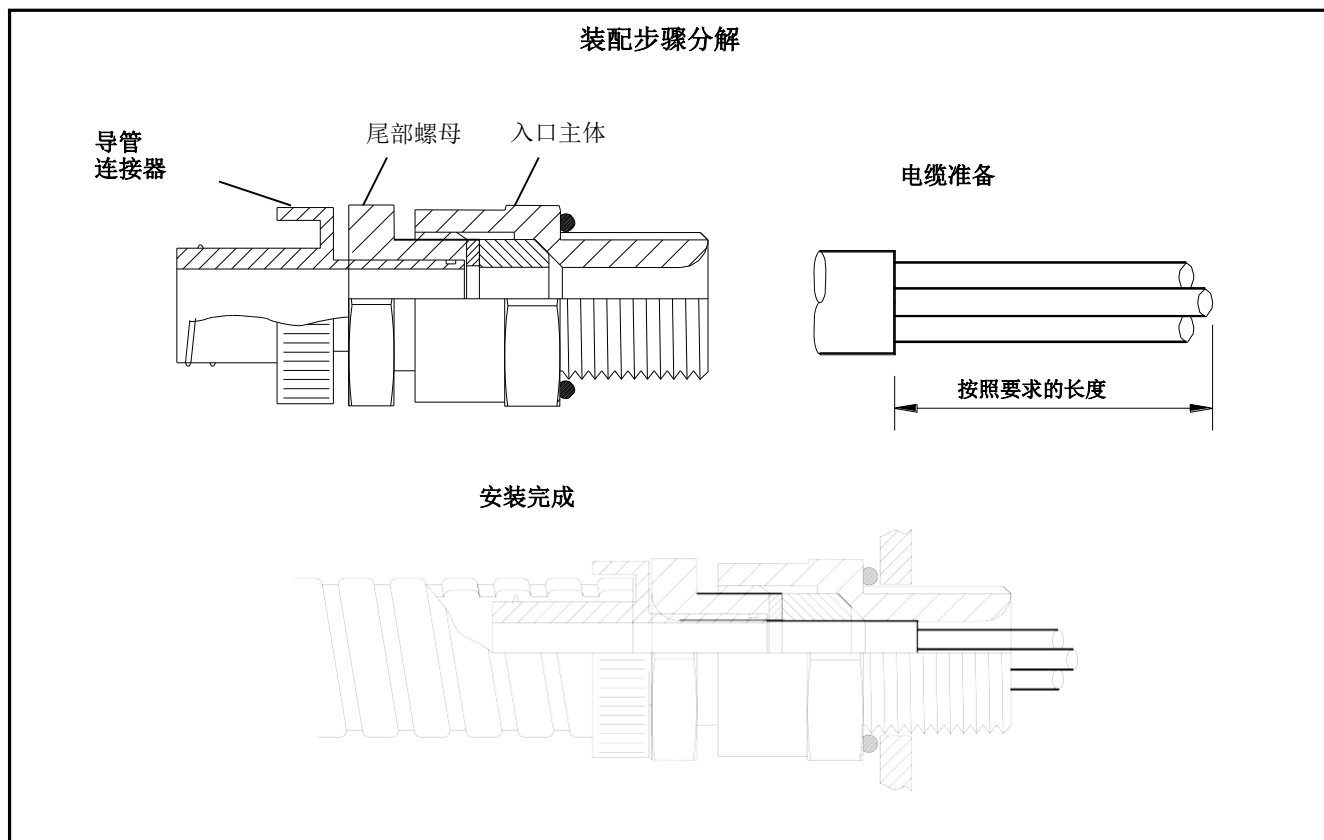 装配步骤分解
导管
连接器
尾部螺母
入口主体
电缆准备
按照要求的长度
安装完成